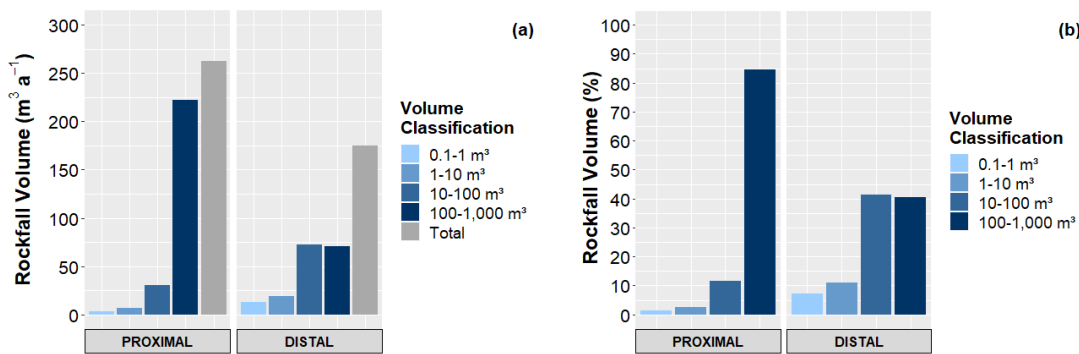 (a)
Rockfall Volume (m³ a⁻¹)
300
250
200
150
100
50
0
PROXIMAL
DISTAL
Volume
Classification
0.1-1 m³
1-10 m³
10-100 m³
100-1,000 m³
Total
(b)
Rockfall Volume (%)
100
90
80
70
60
50
40
30
20
10
0
PROXIMAL
DISTAL
Volume
Classification
0.1-1 m³
1-10 m³
10-100 m³
100-1,000 m³